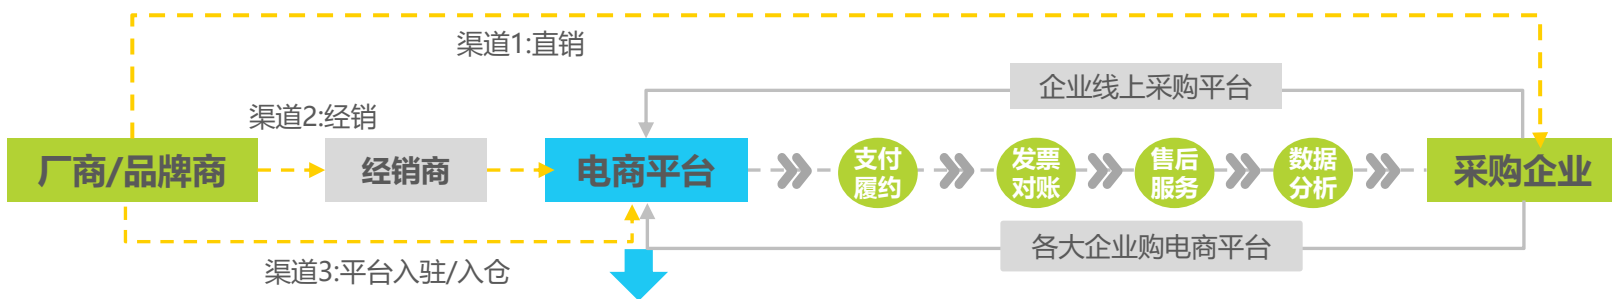 渠道1:直销
企业线上采购平台
渠道2:经销
厂商/品牌商
经销商
电商平台
支付
履约
发票
对账
售后
服务
数据
分析
采购企业
各大企业购电商平台
渠道3:平台入驻/入仓